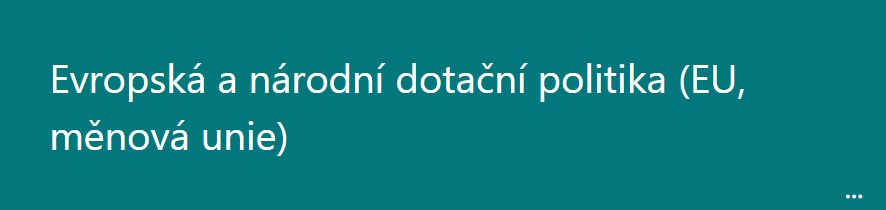 Evropská a národní dotační politika (EU,
měnová unie)
...